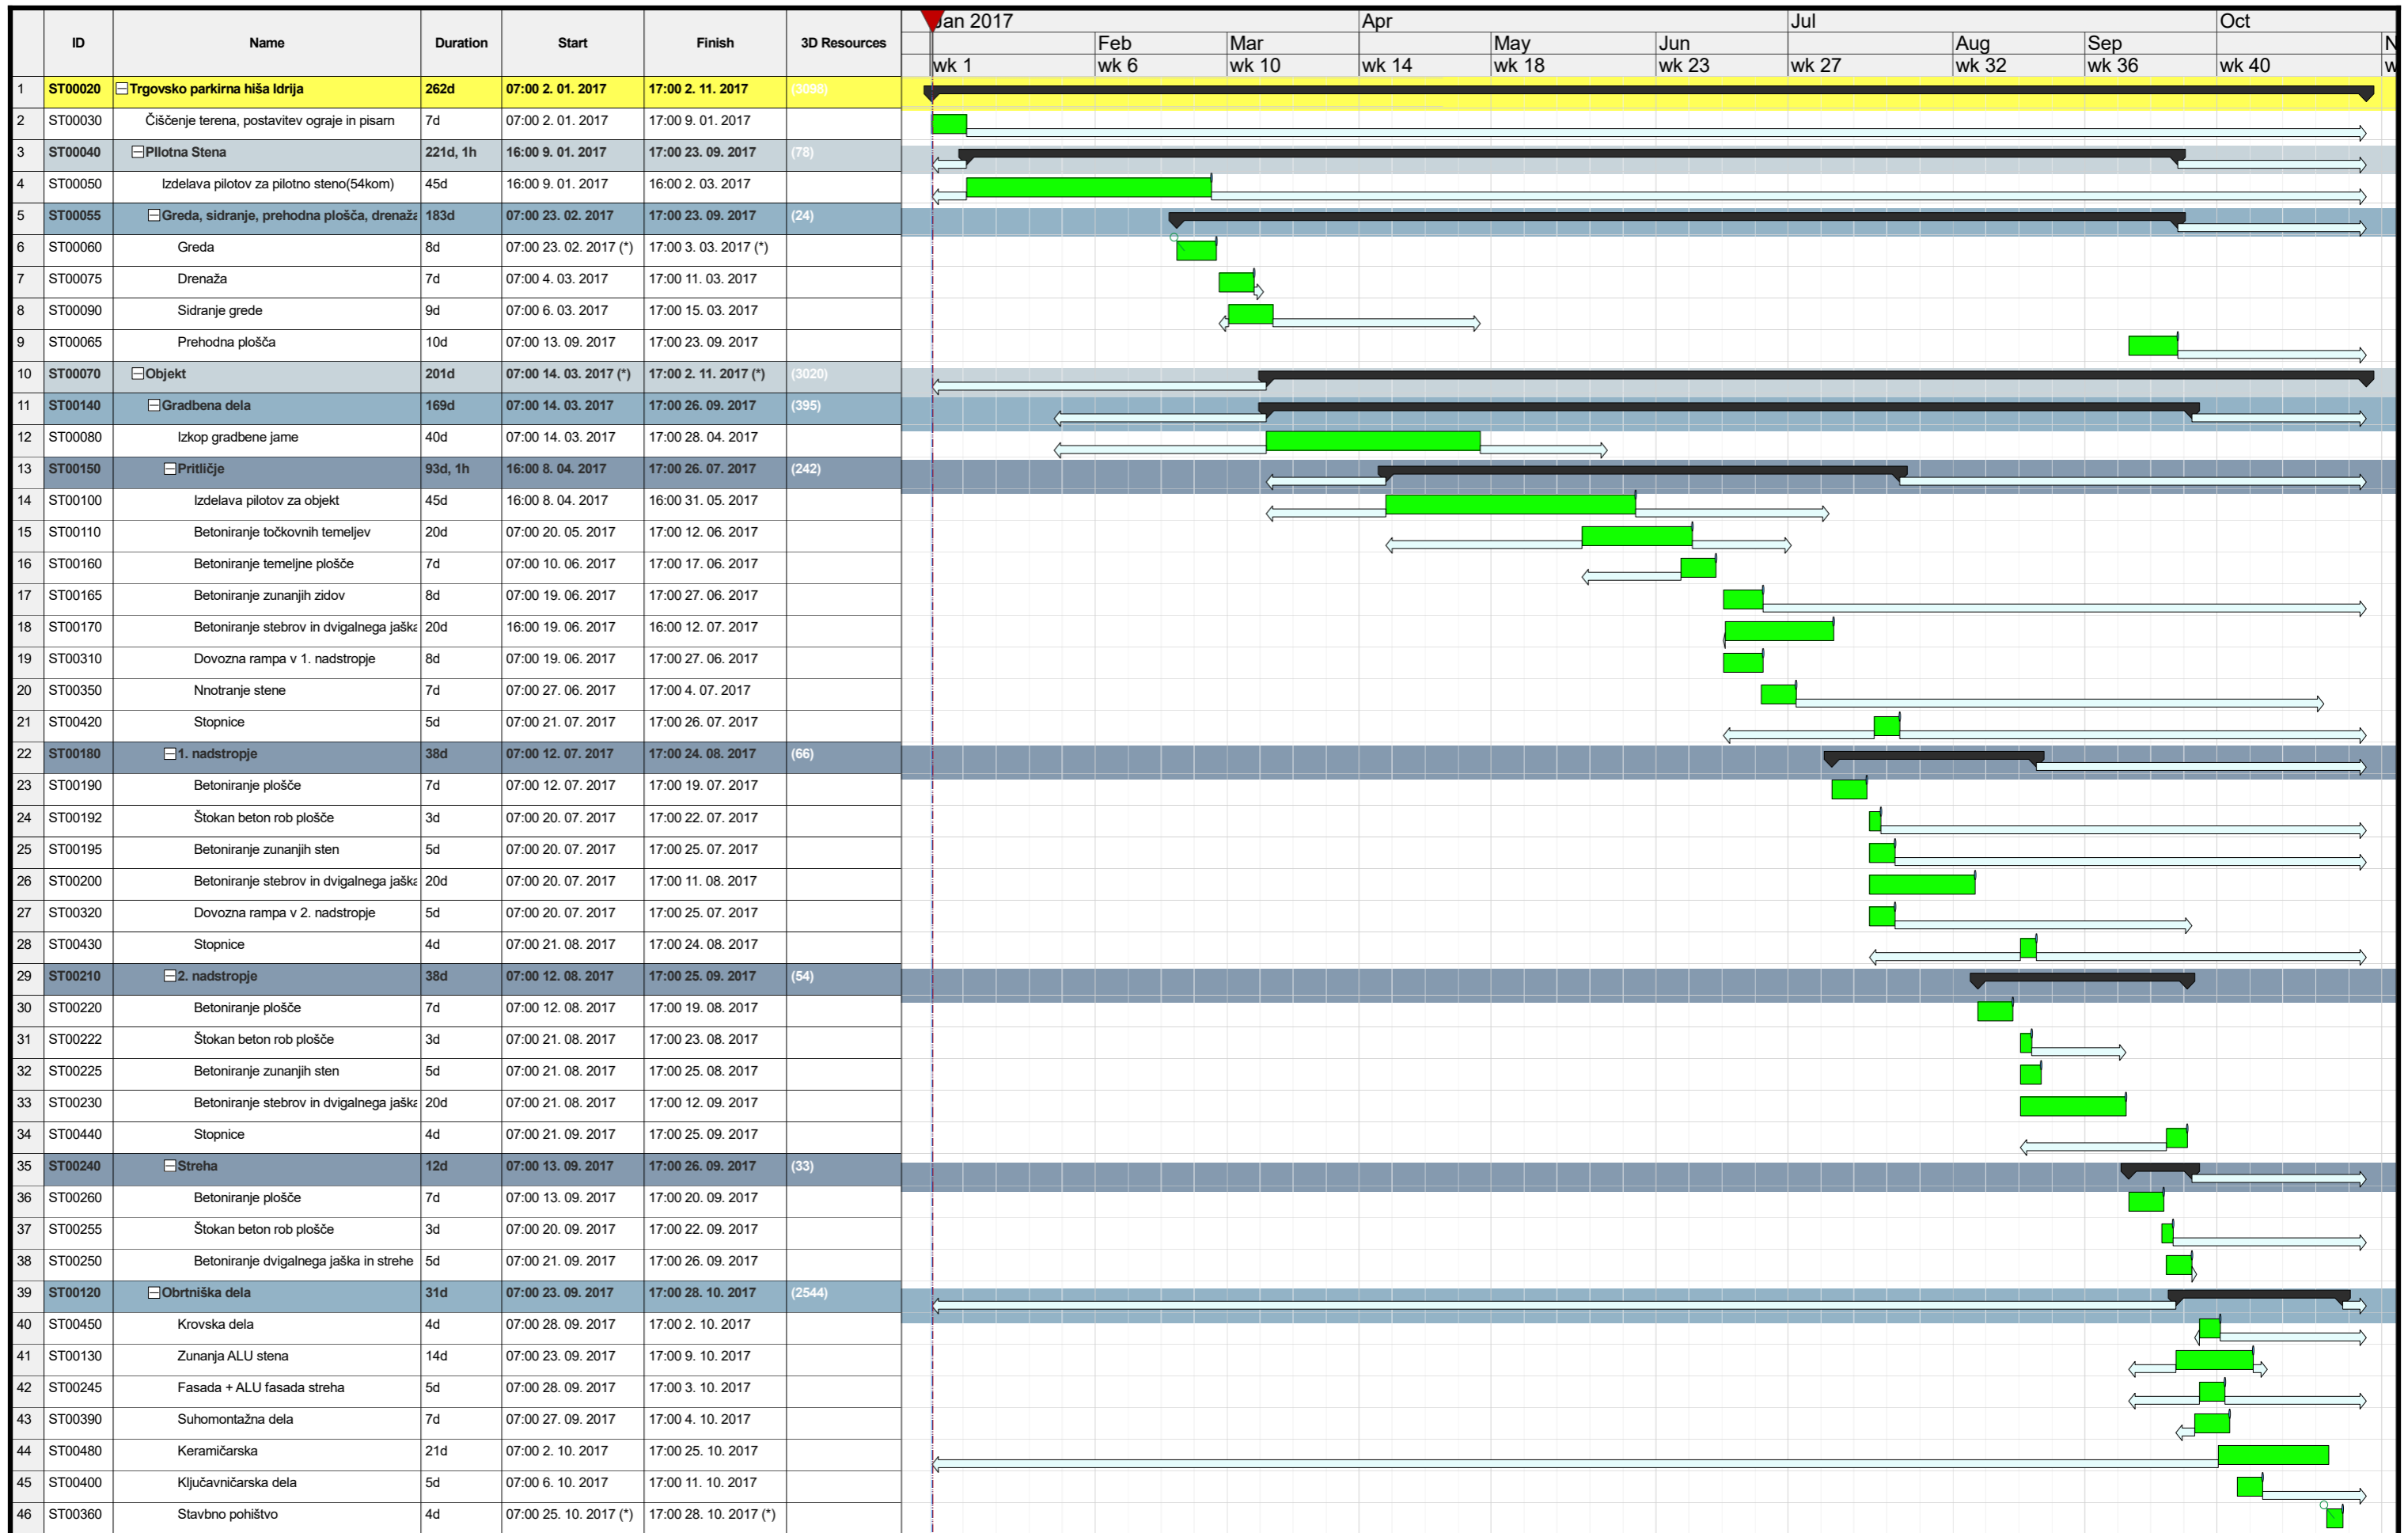 Jan 2017 Apr Jul Oct
ID Name Duration Start Finish 3D Resources Feb Mar May Jun Aug Sep N
wk 1 wk 6 wk 10 wk 14 wk 18 wk 23 wk 27 wk 32 wk 36 wk 40 w
1 ST00020 Trgovsko parkirna hiša Idrija 262d 07:00 2. 01. 2017 17:00 2. 11. 2017 (3098)
2 ST00030 Čiščenje terena, postavitev ograje in pisarn 7d 07:00 2. 01. 2017 17:00 9. 01. 2017
3 ST00040 PIlotna Stena 221d, 1h 16:00 9. 01. 2017 17:00 23. 09. 2017 (78)
4 ST00050 Izdelava pilotov za pilotno steno(54kom) 45d 16:00 9. 01. 2017 16:00 2. 03. 2017
5 ST00055 Greda, sidranje, prehodna plošča, drenaža 183d 07:00 23. 02. 2017 17:00 23. 09. 2017 (24)
6 ST00060 Greda 8d 07:00 23. 02. 2017 (*) 17:00 3. 03. 2017 (*)
7 ST00075 Drenaža 7d 07:00 4. 03. 2017 17:00 11. 03. 2017
8 ST00090 Sidranje grede 9d 07:00 6. 03. 2017 17:00 15. 03. 2017
9 ST00065 Prehodna plošča 10d 07:00 13. 09. 2017 17:00 23. 09. 2017
10 ST00070 Objekt 201d 07:00 14. 03. 2017 (*) 17:00 2. 11. 2017 (*) (3020)
11 ST00140 Gradbena dela 169d 07:00 14. 03. 2017 17:00 26. 09. 2017 (395)
12 ST00080 Izkop gradbene jame 40d 07:00 14. 03. 2017 17:00 28. 04. 2017
13 ST00150 Pritličje 93d, 1h 16:00 8. 04. 2017 17:00 26. 07. 2017 (242)
14 ST00100 Izdelava pilotov za objekt 45d 16:00 8. 04. 2017 16:00 31. 05. 2017
15 ST00110 Betoniranje točkovnih temeljev 20d 07:00 20. 05. 2017 17:00 12. 06. 2017
16 ST00160 Betoniranje temeljne plošče 7d 07:00 10. 06. 2017 17:00 17. 06. 2017
17 ST00165 Betoniranje zunanjih zidov 8d 07:00 19. 06. 2017 17:00 27. 06. 2017
18 ST00170 Betoniranje stebrov in dvigalnega jaška 20d 16:00 19. 06. 2017 16:00 12. 07. 2017
19 ST00310 Dovozna rampa v 1. nadstropje 8d 07:00 19. 06. 2017 17:00 27. 06. 2017
20 ST00350 Nnotranje stene 7d 07:00 27. 06. 2017 17:00 4. 07. 2017
21 ST00420 Stopnice 5d 07:00 21. 07. 2017 17:00 26. 07. 2017
22 ST00180 1. nadstropje 38d 07:00 12. 07. 2017 17:00 24. 08. 2017 (66)
23 ST00190 Betoniranje plošče 7d 07:00 12. 07. 2017 17:00 19. 07. 2017
24 ST00192 Štokan beton rob plošče 3d 07:00 20. 07. 2017 17:00 22. 07. 2017
25 ST00195 Betoniranje zunanjih sten 5d 07:00 20. 07. 2017 17:00 25. 07. 2017
26 ST00200 Betoniranje stebrov in dvigalnega jaška 20d 07:00 20. 07. 2017 17:00 11. 08. 2017
27 ST00320 Dovozna rampa v 2. nadstropje 5d 07:00 20. 07. 2017 17:00 25. 07. 2017
28 ST00430 Stopnice 4d 07:00 21. 08. 2017 17:00 24. 08. 2017
29 ST00210 2. nadstropje 38d 07:00 12. 08. 2017 17:00 25. 09. 2017 (54)
30 ST00220 Betoniranje plošče 7d 07:00 12. 08. 2017 17:00 19. 08. 2017
31 ST00222 Štokan beton rob plošče 3d 07:00 21. 08. 2017 17:00 23. 08. 2017
32 ST00225 Betoniranje zunanjih sten 5d 07:00 21. 08. 2017 17:00 25. 08. 2017
33 ST00230 Betoniranje stebrov in dvigalnega jaška 20d 07:00 21. 08. 2017 17:00 12. 09. 2017
34 ST00440 Stopnice 4d 07:00 21. 09. 2017 17:00 25. 09. 2017
35 ST00240 Streha 12d 07:00 13. 09. 2017 17:00 26. 09. 2017 (33)
36 ST00260 Betoniranje plošče 7d 07:00 13. 09. 2017 17:00 20. 09. 2017
37 ST00255 Štokan beton rob plošče 3d 07:00 20. 09. 2017 17:00 22. 09. 2017
38 ST00250 Betoniranje dvigalnega jaška in strehe 5d 07:00 21. 09. 2017 17:00 26. 09. 2017
39 ST00120 Obrtniška dela 31d 07:00 23. 09. 2017 17:00 28. 10. 2017 (2544)
40 ST00450 Krovska dela 4d 07:00 28. 09. 2017 17:00 2. 10. 2017
41 ST00130 Zunanja ALU stena 14d 07:00 23. 09. 2017 17:00 9. 10. 2017
42 ST00245 Fasada + ALU fasada streha 5d 07:00 28. 09. 2017 17:00 3. 10. 2017
43 ST00390 Suhomontažna dela 7d 07:00 27. 09. 2017 17:00 4. 10. 2017
44 ST00480 Keramičarska 21d 07:00 2. 10. 2017 17:00 25. 10. 2017
45 ST00400 Ključavničarska dela 5d 07:00 6. 10. 2017 17:00 11. 10. 2017
46 ST00360 Stavbno pohištvo 4d 07:00 25. 10. 2017 (*) 17:00 28. 10. 2017 (*)